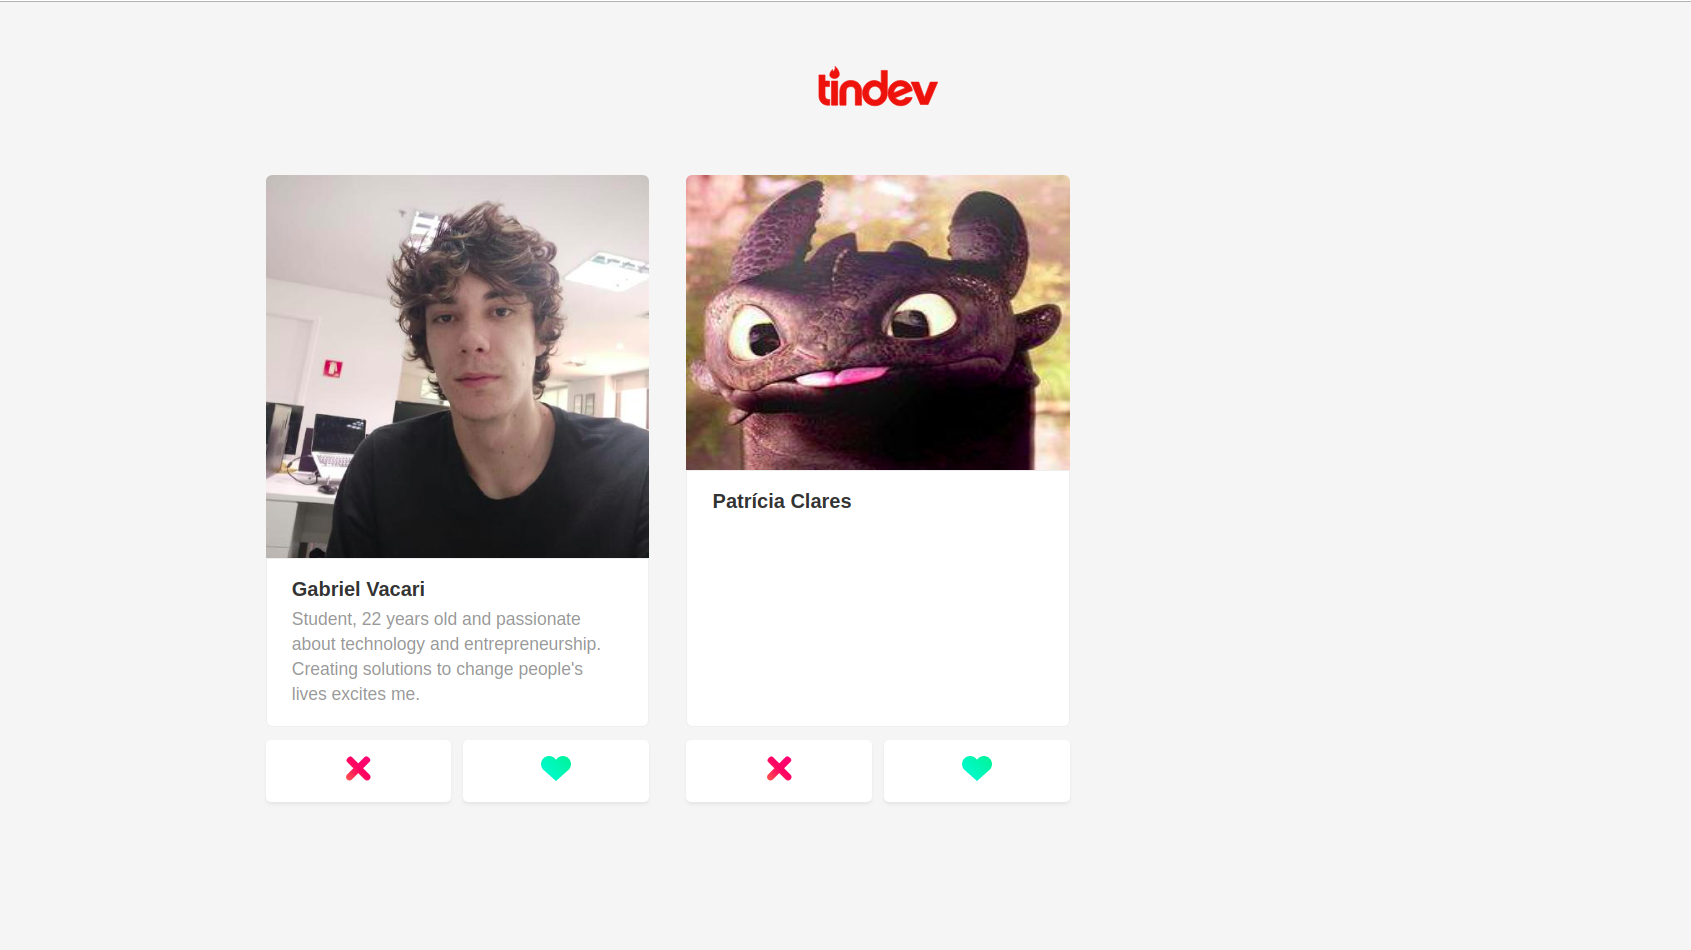 tindev
Gabriel Vacari
Student, 22 years old and passionate
about technology and entrepreneurship.
Creating solutions to change people's
lives excites me.
Patrícia Clares